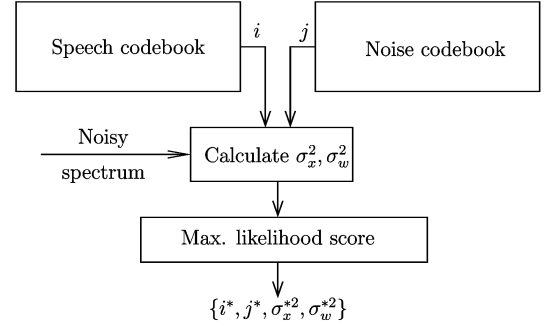 Speech codebook
i
j
Noise codebook
Noisy
spectrum
Calculate σ_x^2, σ_w^2
Max. likelihood score
{i*, j*, σ_x^{*2}, σ_w^{*2}}